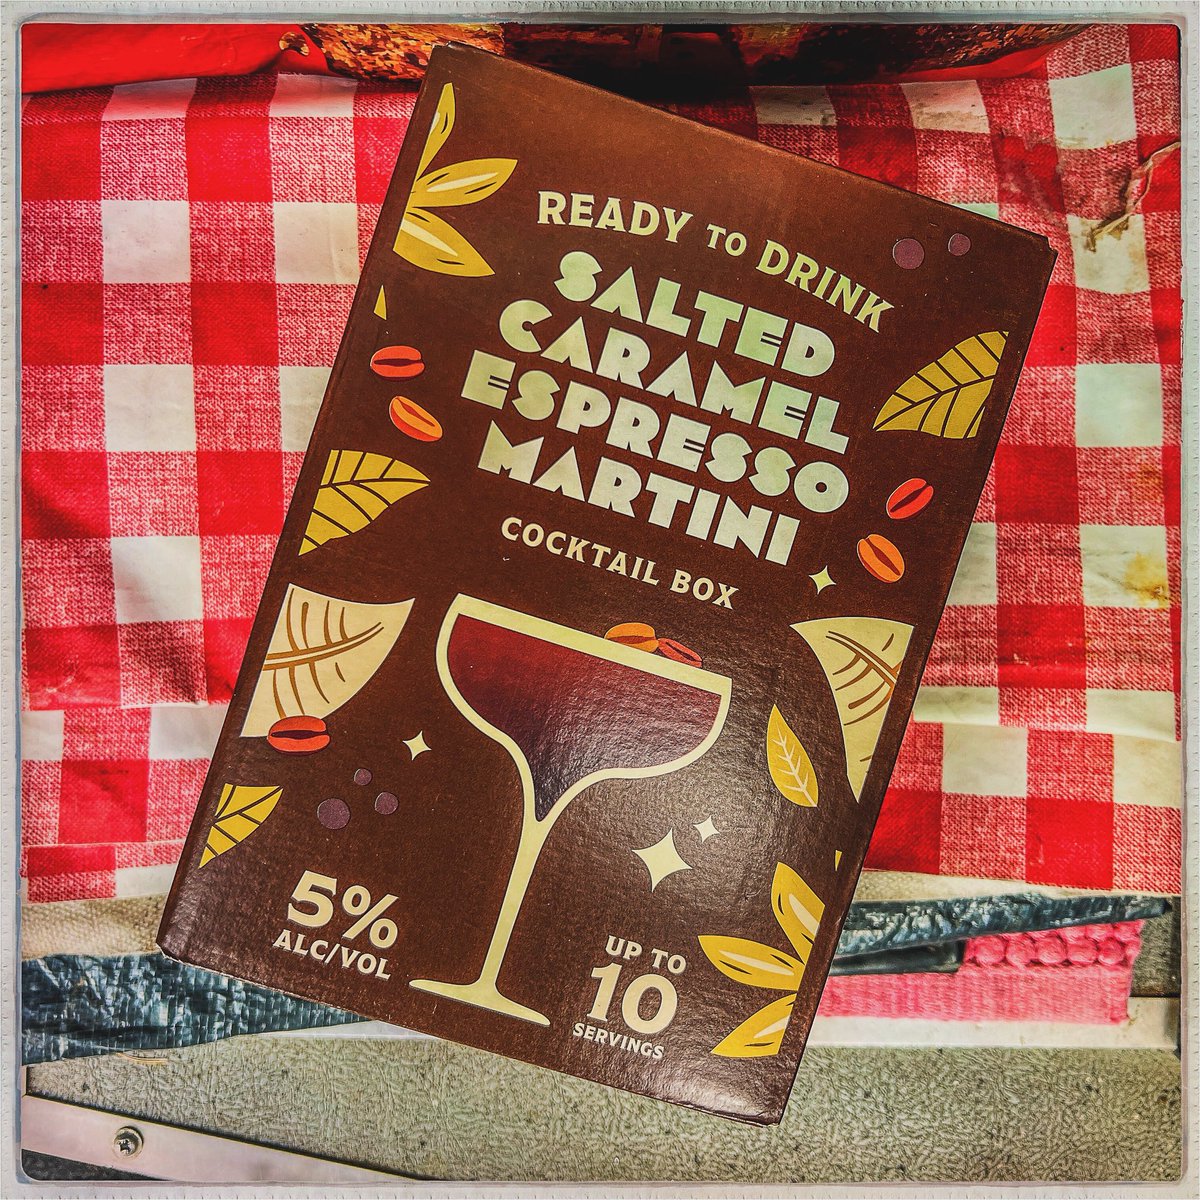 READY TO DRINK
SALTED
CARAMEL
ESPRESSO
MARTINI
COCKTAIL BOX
5%
ALC/VOL
UP TO
10
SERVINGS